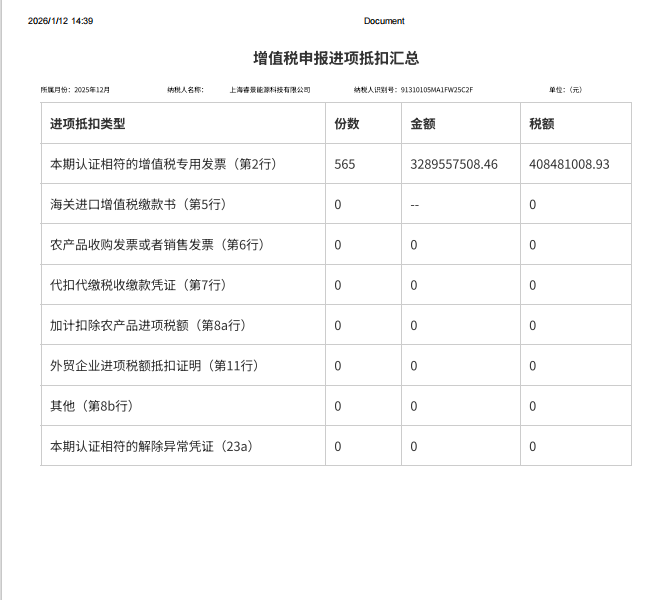 2026/1/12 14:39 Document
增值税申报进项抵扣汇总
所属月份：2025年12月 纳税人名称： 上海睿景能源科技有限公司 纳税人识别号：91310105MA1FW25C2F 单位：（元）
进项抵扣类型 份数 金额 税额
本期认证相符的增值税专用发票（第2行） 565 3289557508.46 408481008.93
海关进口增值税缴款书（第5行） 0 -- 0
农产品收购发票或者销售发票（第6行） 0 0 0
代扣代缴税收缴款凭证（第7行） 0 0 0
加计扣除农产品进项税额（第8a行） 0 0 0
外贸企业进项税额抵扣证明（第11行） 0 0 0
其他（第8b行） 0 0 0
本期认证相符的解除异常凭证（23a） 0 0 0